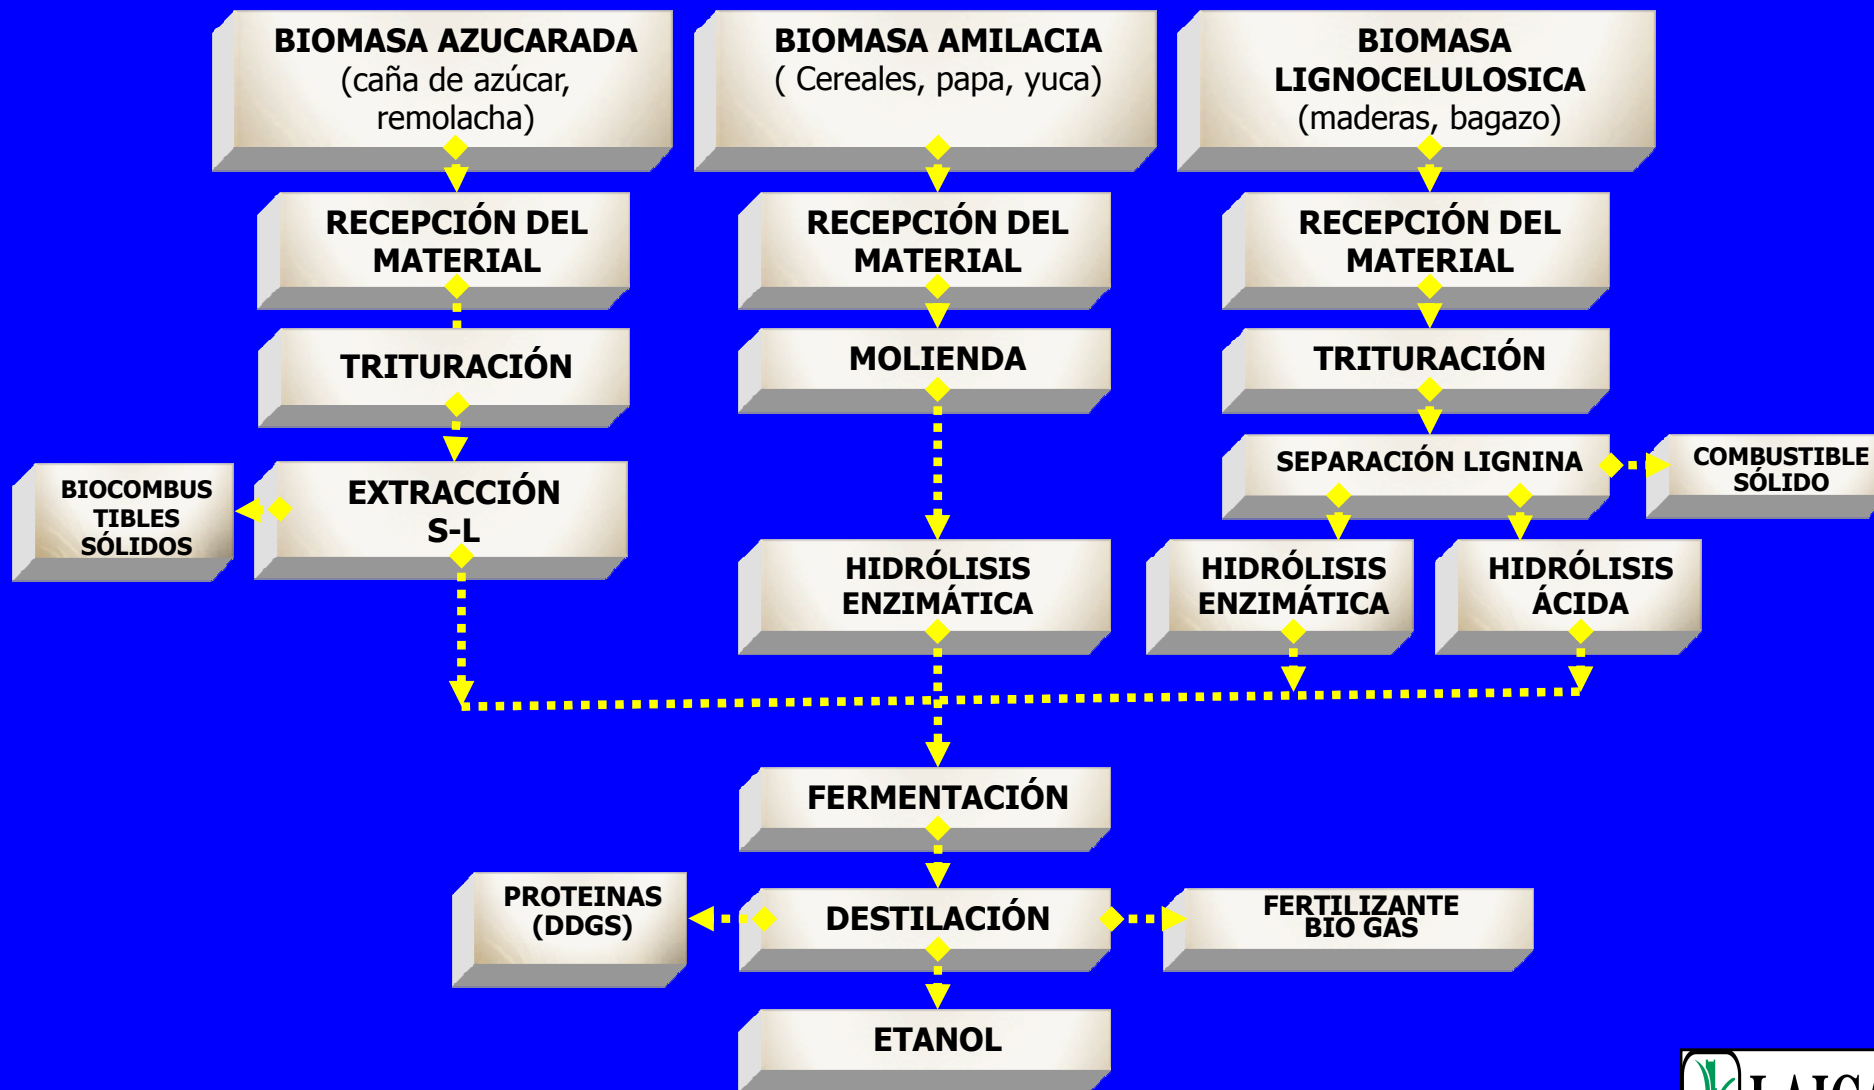 BIOMASA AZUCARADA
(caña de azúcar,
remolacha)
BIOMASA AMILACIA
( Cereales, papa, yuca)
BIOMASA
LIGNOCELULOSICA
(maderas, bagazo)
RECEPCIÓN DEL
MATERIAL
RECEPCIÓN DEL
MATERIAL
RECEPCIÓN DEL
MATERIAL
TRITURACIÓN
MOLIENDA
TRITURACIÓN
BIOCOMBUS
TIBLES
SÓLIDOS
EXTRACCIÓN
S-L
SEPARACIÓN LIGNINA
COMBUSTIBLE
SÓLIDO
HIDRÓLISIS
ENZIMÁTICA
HIDRÓLISIS
ENZIMÁTICA
HIDRÓLISIS
ÁCIDA
FERMENTACIÓN
PROTEINAS
(DDGS)
DESTILACIÓN
FERTILIZANTE
BIO GAS
ETANOL